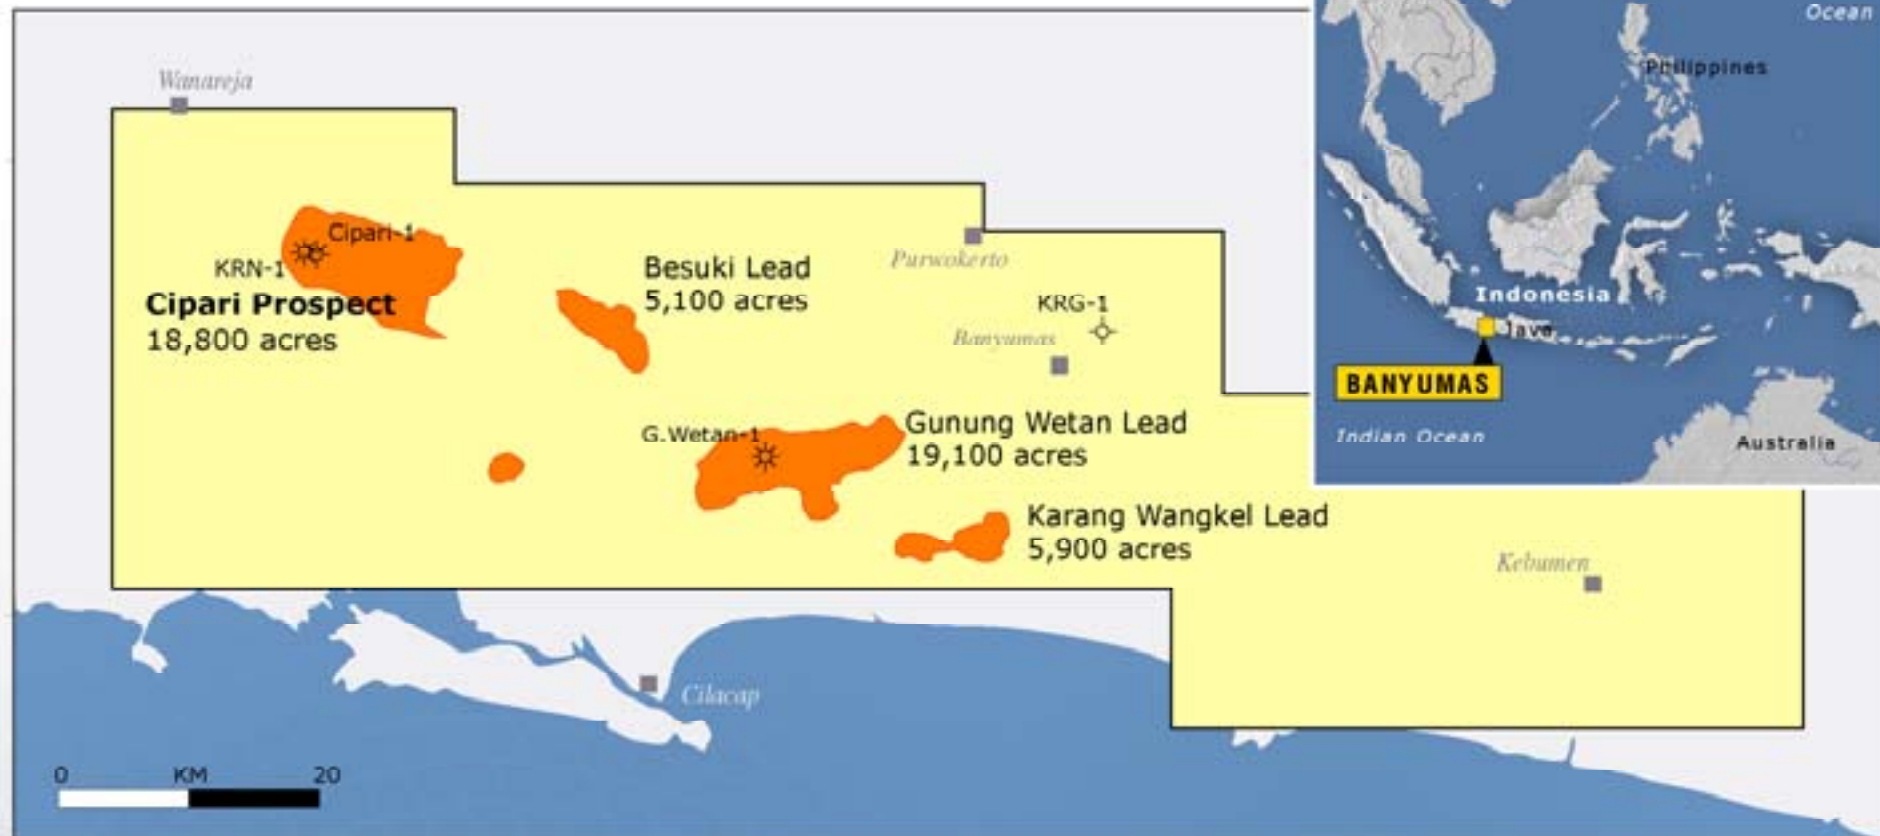 Wanareja
Cipari-1
KRN-1
Cipari Prospect
18,800 acres
Besuki Lead
5,100 acres
Purwokerto
KRG-1
Banyumas
G.Wetan-1
Gunung Wetan Lead
19,100 acres
Karang Wangkel Lead
5,900 acres
Kebumen
Cilacap
0 KM 20
Ocean
Philippines
Indonesia
Java
BANYUMAS
Indian Ocean
Australia